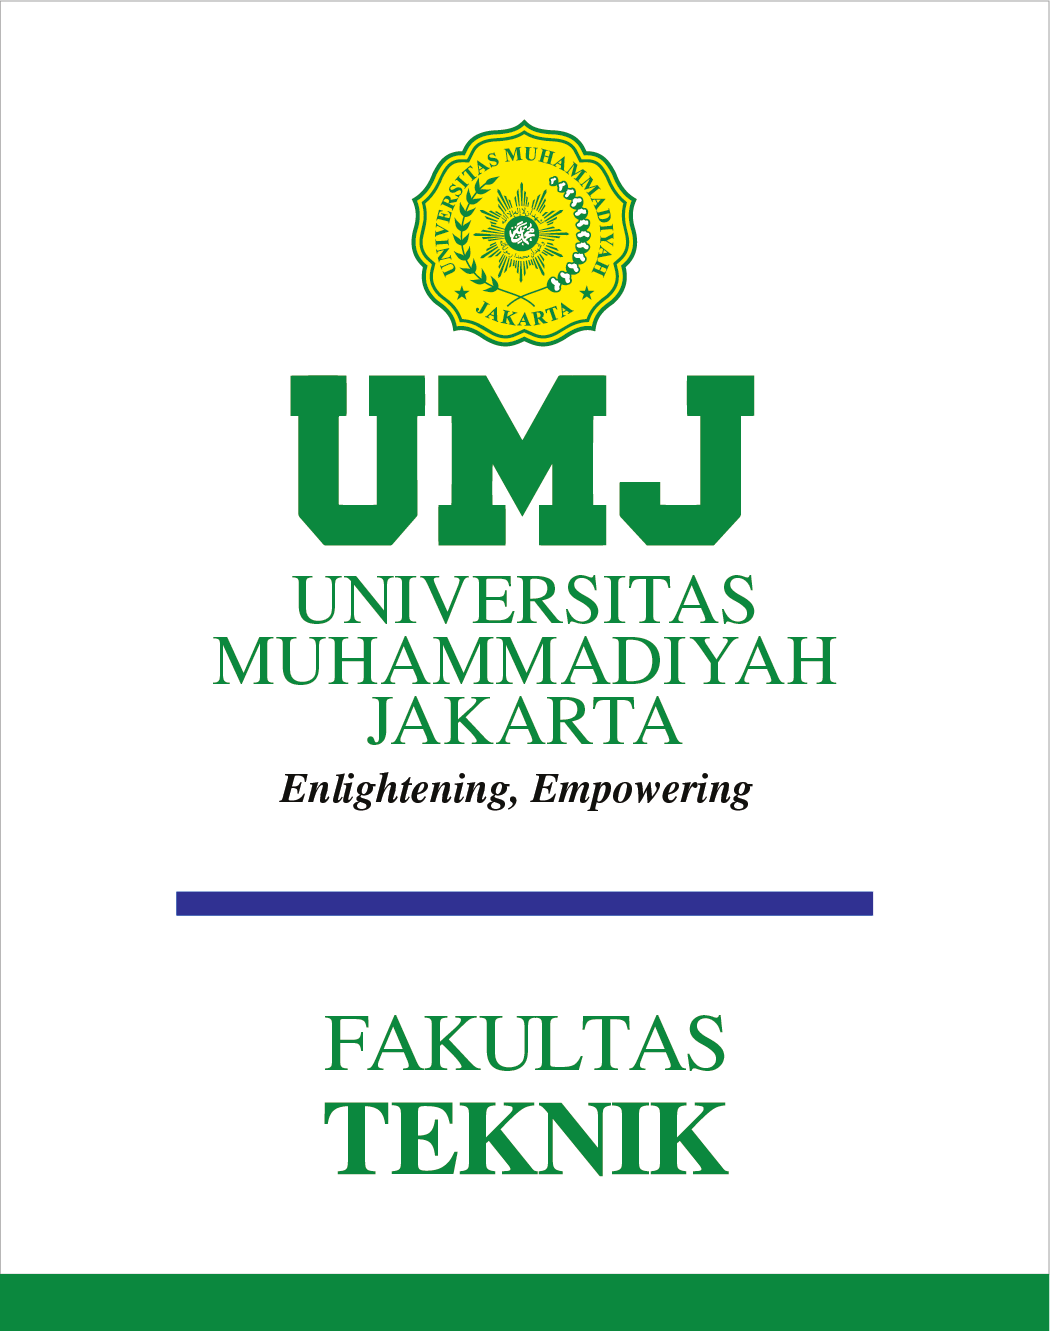 UNIVERSITAS MUHAMMADIYAH
JAKARTA
UMJ
UNIVERSITAS
MUHAMMADIYAH
JAKARTA
Enlightening, Empowering
FAKULTAS
TEKNIK